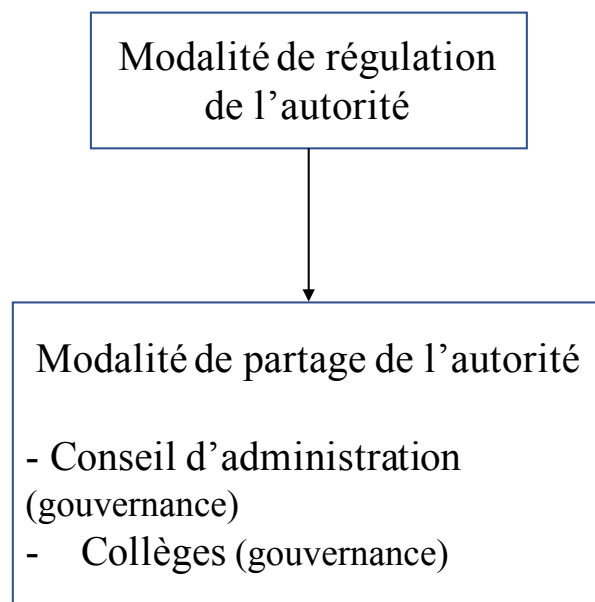 Modalité de régulation
de l’autorité
Modalité de partage de l’autorité
- Conseil d’administration
(gouvernance)
- Collèges (gouvernance)